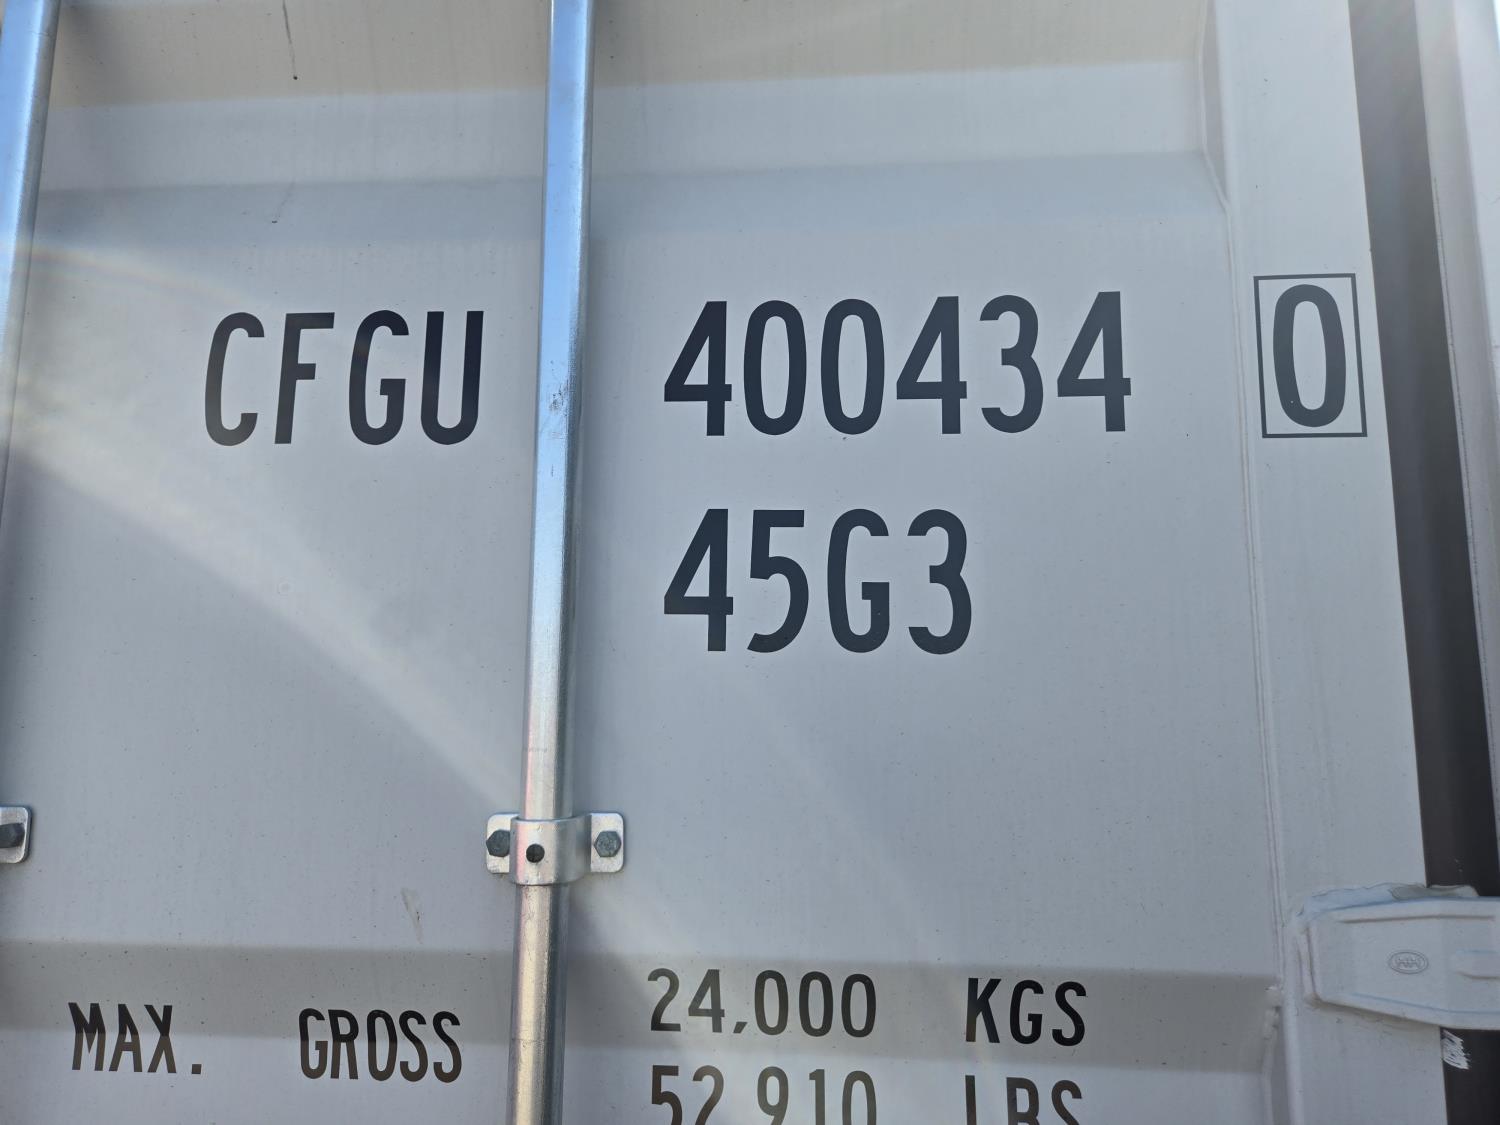 CFGU 400434 0
45G3
MAX. GROSS 24,000 KGS
52,910 LBS